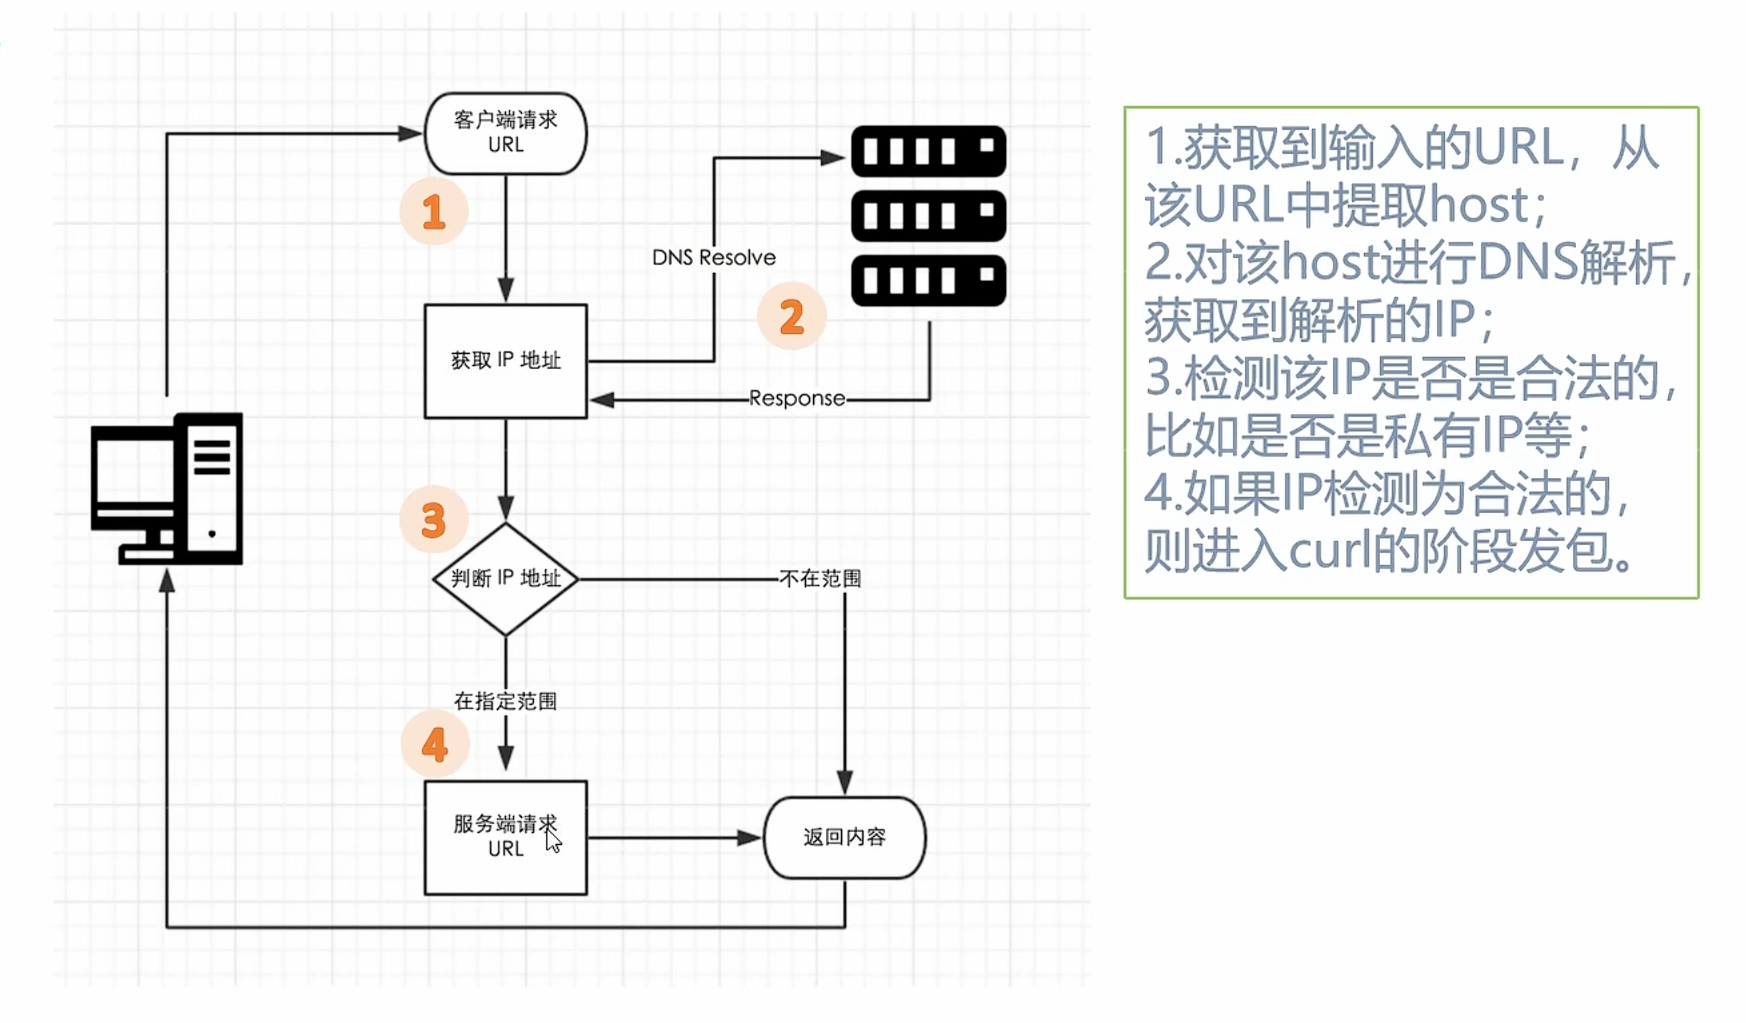 客户端请求
URL
1
DNS Resolve
2
获取 IP 地址
Response
3
判断 IP 地址
不在范围
在指定范围
4
服务端请求
URL
返回内容
1.获取到输入的URL，从
该URL中提取host；
2.对该host进行DNS解析，
获取到解析的IP；
3.检测该IP是否是合法的，
比如是否是私有IP等；
4.如果IP检测为合法的，
则进入curl的阶段发包。